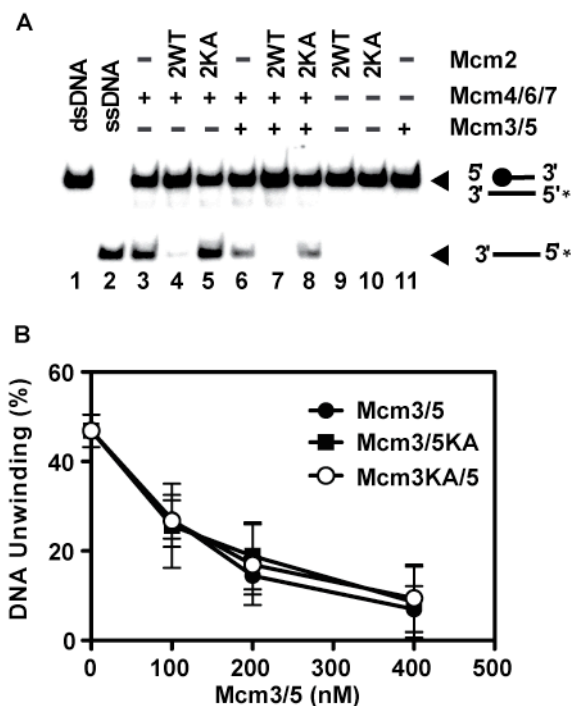 A
dsDNA ssDNA – 2WT 2KA – 2WT 2KA 2WT 2KA – Mcm2
+ + + + + + – – – Mcm4/6/7
– – – + + + – – + Mcm3/5
5' 3'
3' 5'*
3' 5'*
1 2 3 4 5 6 7 8 9 10 11
B
60
40
20
0
DNA Unwinding (%)
Mcm3/5
Mcm3/5KA
Mcm3KA/5
0 100 200 300 400 500
Mcm3/5 (nM)